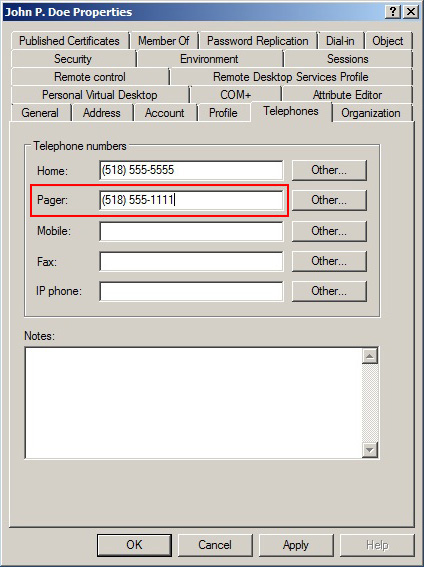 John P. Doe Properties
Published Certificates Member Of Password Replication Dial-in Object
Security Environment Sessions
Remote control Remote Desktop Services Profile
Personal Virtual Desktop COM+ Attribute Editor
General Address Account Profile Telephones Organization
Telephone numbers
Home: (518) 555-5555 Other...
Pager: (518) 555-1111 Other...
Mobile: Other...
Fax: Other...
IP phone: Other...
Notes:
OK Cancel Apply Help